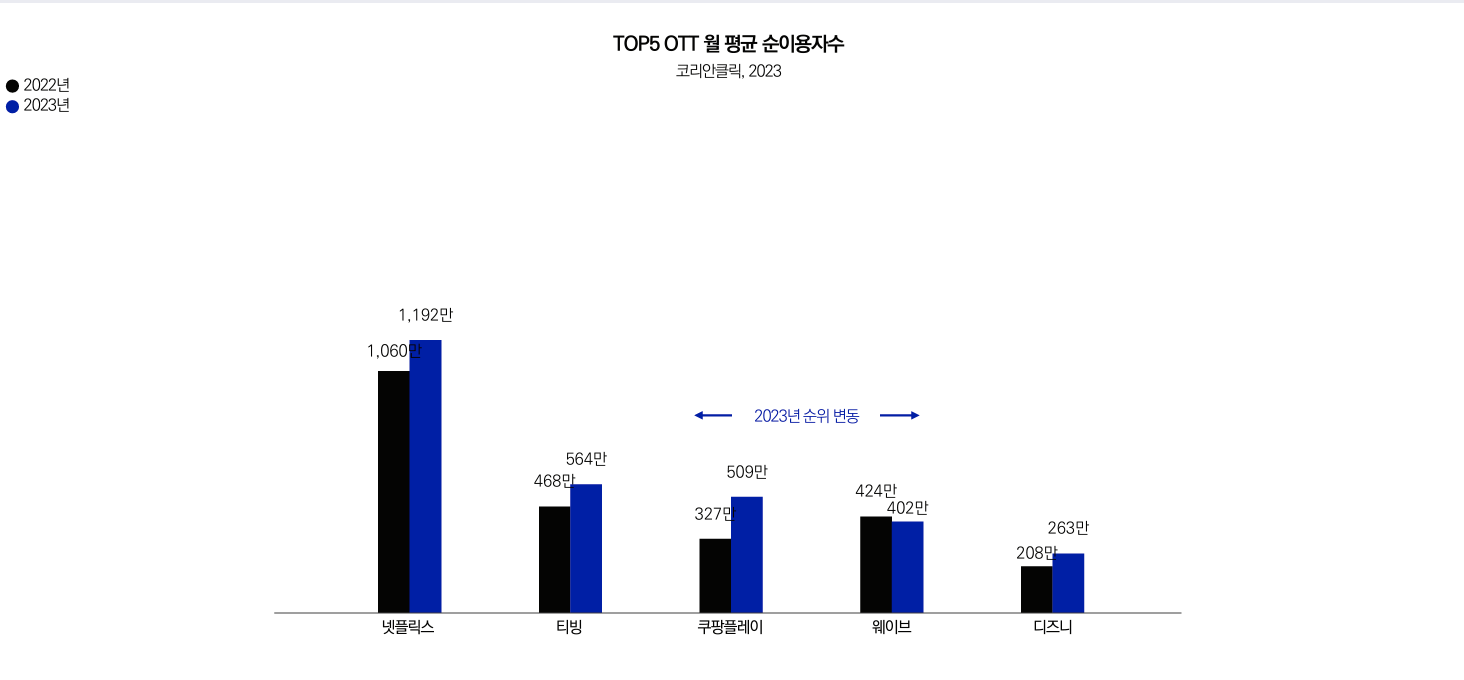 TOP5 OTT 월 평균 순이용자수
코리안클릭, 2023
2022년
2023년
1,192만
1,060만
2023년 순위 변동
564만
468만
509만
327만
424만
402만
263만
208만
넷플릭스
티빙
쿠팡플레이
웨이브
디즈니